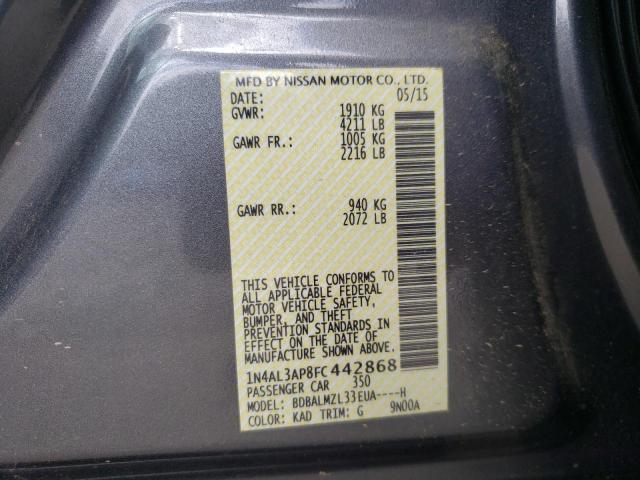 MFD BY NISSAN MOTOR CO., LTD.
DATE: 05/15
GVWR: 1910 KG
4211 LB
GAWR FR.: 1005 KG
2216 LB
GAWR RR.: 940 KG
2072 LB
THIS VEHICLE CONFORMS TO
ALL APPLICABLE FEDERAL
MOTOR VEHICLE SAFETY,
BUMPER, AND THEFT
PREVENTION STANDARDS IN
EFFECT ON THE DATE OF
MANUFACTURE SHOWN ABOVE.
1N4AL3AP8FC442868
PASSENGER CAR 350
MODEL: BDBALMZL33EUA----H
COLOR: KAD TRIM: G 9N00A